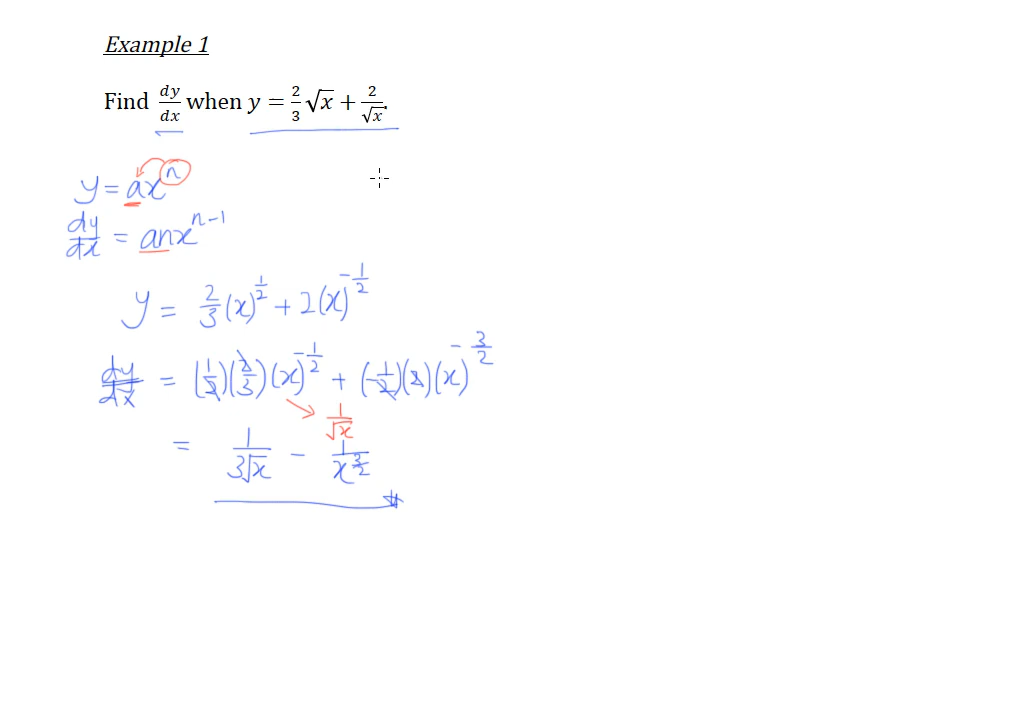 Example 1
Find dy/dx when y = 2/3 √x + 2/√x.
y = ax^n
dy/dx = anx^(n-1)
y = 2/3 (x)^(1/2) + 2(x)^(-1/2)
dy/dx = (1/2)(2/3)(x)^(-1/2) + (-1/2)(2)(x)^(-3/2)
1/√x
= 1/(3√x) - 1/x^(3/2)